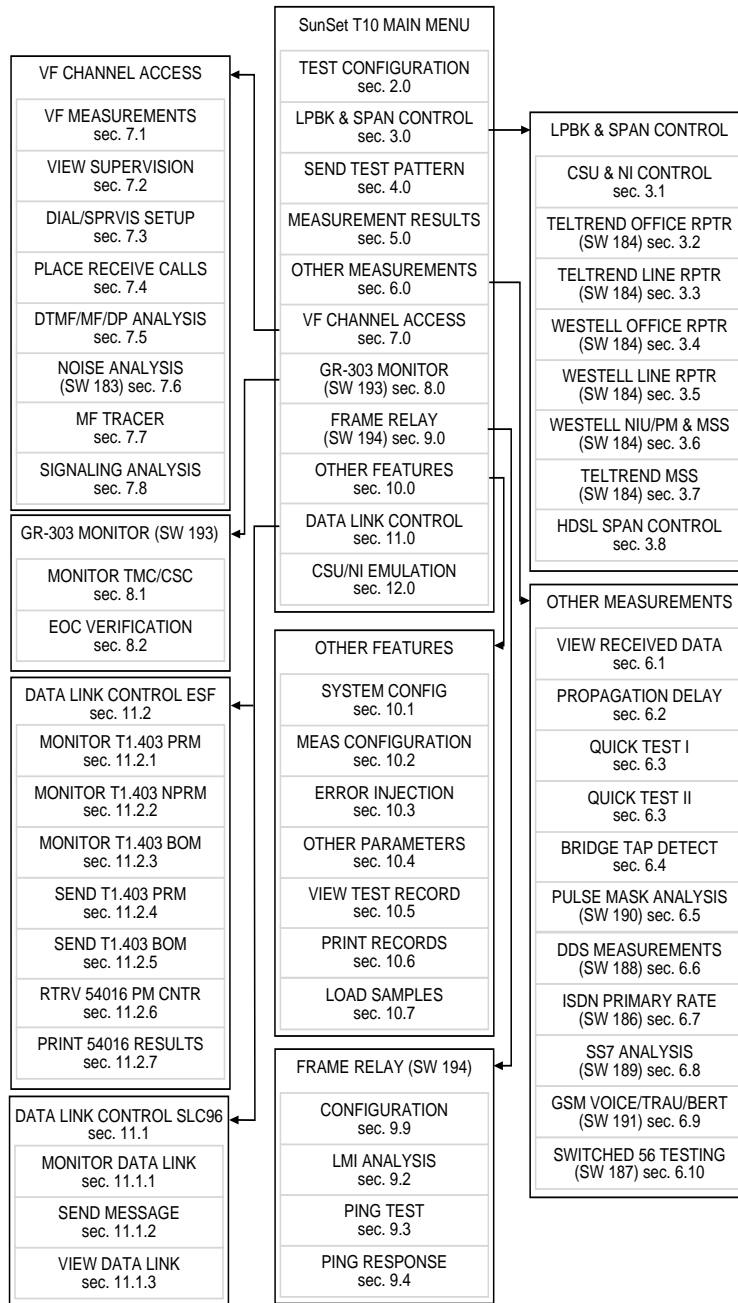 SunSet T10 MAIN MENU
TEST CONFIGURATION
sec. 2.0
LPBK & SPAN CONTROL
sec. 3.0
SEND TEST PATTERN
sec. 4.0
MEASUREMENT RESULTS
sec. 5.0
OTHER MEASUREMENTS
sec. 6.0
VF CHANNEL ACCESS
sec. 7.0
GR-303 MONITOR
(SW 193) sec. 8.0
FRAME RELAY
(SW 194) sec. 9.0
OTHER FEATURES
sec. 10.0
DATA LINK CONTROL
sec. 11.0
CSU/NI EMULATION
sec. 12.0
VF CHANNEL ACCESS
VF MEASUREMENTS
sec. 7.1
VIEW SUPERVISION
sec. 7.2
DIAL/SPRVIS SETUP
sec. 7.3
PLACE RECEIVE CALLS
sec. 7.4
DTMF/MF/DP ANALYSIS
sec. 7.5
NOISE ANALYSIS
(SW 183) sec. 7.6
MF TRACER
sec. 7.7
SIGNALING ANALYSIS
sec. 7.8
GR-303 MONITOR (SW 193)
MONITOR TMC/CSC
sec. 8.1
EOC VERIFICATION
sec. 8.2
DATA LINK CONTROL ESF
sec. 11.2
MONITOR T1.403 PRM
sec. 11.2.1
MONITOR T1.403 NPRM
sec. 11.2.2
MONITOR T1.403 BOM
sec. 11.2.3
SEND T1.403 PRM
sec. 11.2.4
SEND T1.403 BOM
sec. 11.2.5
RTRV 54016 PM CNTR
sec. 11.2.6
PRINT 54016 RESULTS
sec. 11.2.7
DATA LINK CONTROL SLC96
sec. 11.1
MONITOR DATA LINK
sec. 11.1.1
SEND MESSAGE
sec. 11.1.2
VIEW DATA LINK
sec. 11.1.3
OTHER FEATURES
SYSTEM CONFIG
sec. 10.1
MEAS CONFIGURATION
sec. 10.2
ERROR INJECTION
sec. 10.3
OTHER PARAMETERS
sec. 10.4
VIEW TEST RECORD
sec. 10.5
PRINT RECORDS
sec. 10.6
LOAD SAMPLES
sec. 10.7
FRAME RELAY (SW 194)
CONFIGURATION
sec. 9.9
LMI ANALYSIS
sec. 9.2
PING TEST
sec. 9.3
PING RESPONSE
sec. 9.4
LPBK & SPAN CONTROL
CSU & NI CONTROL
sec. 3.1
TELTREND OFFICE RPTR
(SW 184) sec. 3.2
TELTREND LINE RPTR
(SW 184) sec. 3.3
WESTELL OFFICE RPTR
(SW 184) sec. 3.4
WESTELL LINE RPTR
(SW 184) sec. 3.5
WESTELL NIU/PM & MSS
(SW 184) sec. 3.6
TELTREND MSS
(SW 184) sec. 3.7
HDSL SPAN CONTROL
sec. 3.8
OTHER MEASUREMENTS
VIEW RECEIVED DATA
sec. 6.1
PROPAGATION DELAY
sec. 6.2
QUICK TEST I
sec. 6.3
QUICK TEST II
sec. 6.3
BRIDGE TAP DETECT
sec. 6.4
PULSE MASK ANALYSIS
(SW 190) sec. 6.5
DDS MEASUREMENTS
(SW 188) sec. 6.6
ISDN PRIMARY RATE
(SW 186) sec. 6.7
SS7 ANALYSIS
(SW 189) sec. 6.8
GSM VOICE/TRAU/BERT
(SW 191) sec. 6.9
SWITCHED 56 TESTING
(SW 187) sec. 6.10